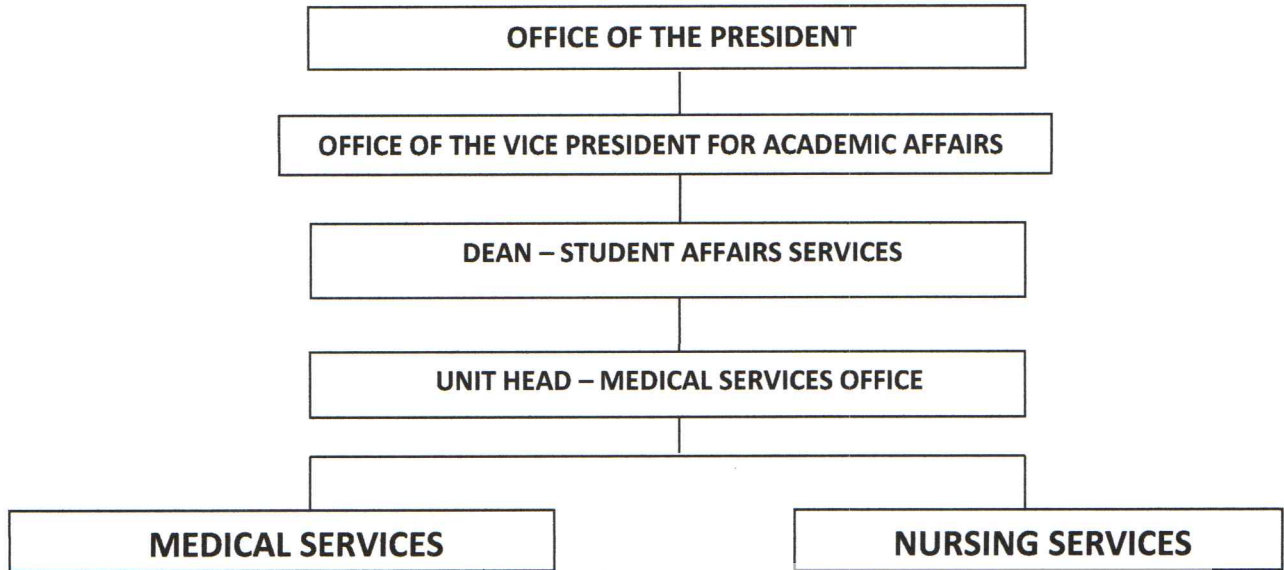 OFFICE OF THE PRESIDENT
OFFICE OF THE VICE PRESIDENT FOR ACADEMIC AFFAIRS
DEAN – STUDENT AFFAIRS SERVICES
UNIT HEAD – MEDICAL SERVICES OFFICE
MEDICAL SERVICES
NURSING SERVICES